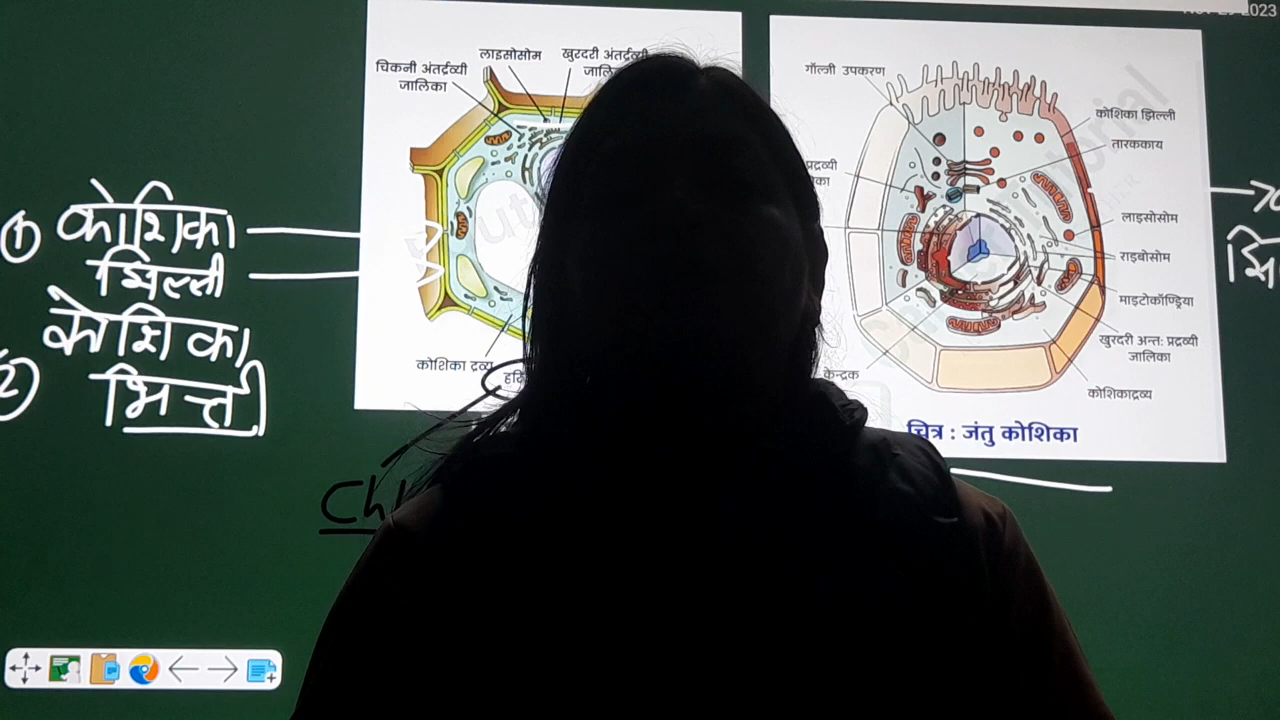 2023
लाइसोसोम
चिकनी अंतर्द्रव्यी
जालिका
खुरदरी अंतर्द्रव्यी
कोशिका द्रव्य
① कोशिका
झिल्ली
② कोशिका
भित्ती
गॉल्जी उपकरण
कोशिका झिल्ली
तारककाय
लाइसोसोम
राइबोसोम
माइटोकॉण्ड्रिया
खुरदरी अन्त: प्रद्रव्यी
जालिका
कोशिकाद्रव्य
केन्द्रक
चित्र : जंतु कोशिका